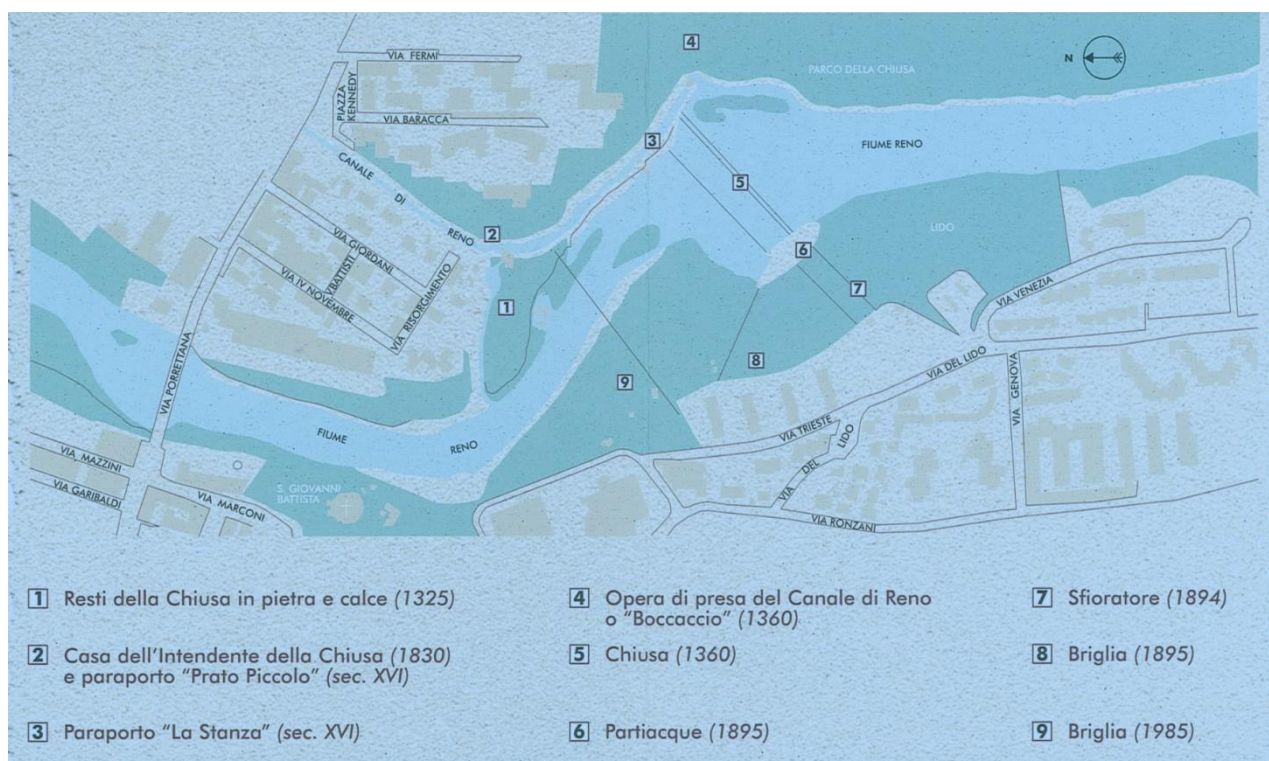 VIA FERMI
PIAZZA
KENNEDY
VIA BARACCA
4
PARCO DELLA CHIUSA
N
3
FIUME RENO
CANALE
DI
RENO
5
2
LIDO
VIA GIORDANI
V.BATTISTI
VIA IV NOVEMBRE
VIA RISORGIMENTO
6
7
VIA VENEZIA
1
VIA PORRETTANA
8
VIA DEL LIDO
VIA GENOVA
9
FIUME
RENO
VIA TRIESTE
VIA DEL LIDO
VIA MAZZINI
VIA GARIBALDI
VIA MARCONI
S. GIOVANNI
BATTISTA
VIA RONZANI
1 Resti della Chiusa in pietra e calce (1325)
2 Casa dell'Intendente della Chiusa (1830)
e paraporto "Prato Piccolo" (sec. XVI)
3 Paraporto "La Stanza" (sec. XVI)
4 Opera di presa del Canale di Reno
o "Boccaccio" (1360)
5 Chiusa (1360)
6 Partiacque (1895)
7 Sfioratore (1894)
8 Briglia (1895)
9 Briglia (1985)